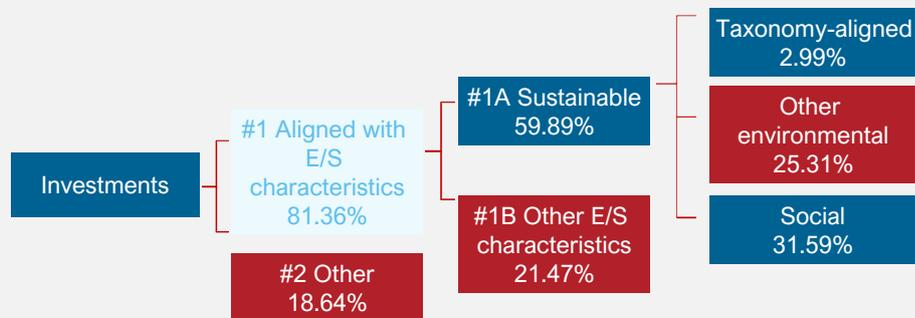 Investments
#1 Aligned with
E/S
characteristics
81.36%
#2 Other
18.64%
#1A Sustainable
59.89%
#1B Other E/S
characteristics
21.47%
Taxonomy-aligned
2.99%
Other
environmental
25.31%
Social
31.59%